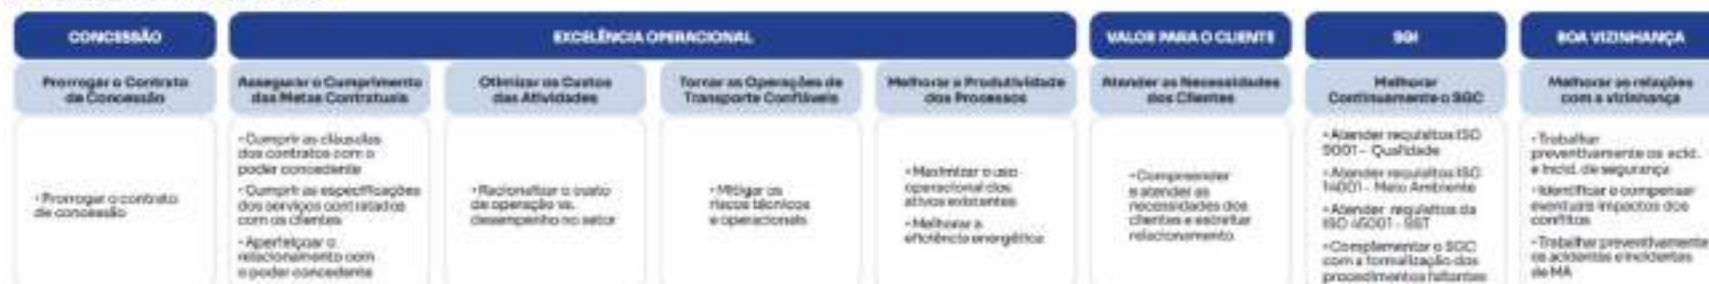 CONCESSÃO
EXCELÊNCIA OPERACIONAL
VALOR PARA O CLIENTE
SGI
BOA VIZINHANÇA
Prorrogar o Contrato
de Concessão
Assegurar o Cumprimento
das Metas Contratuais
Otimizar os Custos
das Atividades
Tornar as Operações de
Transporte Confiáveis
Melhorar a Produtividade
dos Processos
Atender as Necessidades
dos Clientes
Melhorar
Continuamente o SGC
Melhorar as relações
com a vizinhança
• Prorrogar o contrato
de concessão
• Cumprir as cláusulas
dos contratos com o
poder concedente
• Cumprir as especificações
dos serviços contratados
com os clientes
• Aperfeiçoar o
relacionamento com
o poder concedente
• Racionalizar o custo
de operação vs.
desempenho no setor
• Mitigar os
riscos técnicos
e operacionais
• Maximizar o uso
operacional dos
ativos existentes
• Melhorar a
eficiência energética
• Compreender
e atender as
necessidades dos
clientes e estreitar
relacionamento.
• Atender requisitos ISO
9001 - Qualidade
• Atender requisitos ISO
14001 - Meio Ambiente
• Atender requisitos da
ISO 45001 - SST
• Complementar o SGC
com a formalização dos
procedimentos faltantes
• Trabalhar
preventivamente os acid.
e incid. de segurança
• Identificar e compensar
eventuais impactos dos
conflitos
• Trabalhar preventivamente
os acidentes e incidentes
de MA